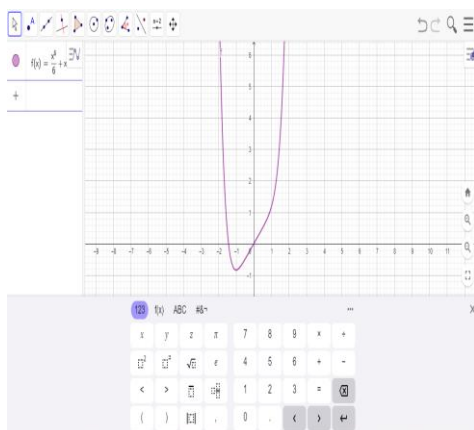 f(x) = x⁶/6 + x
+
6
5
4
3
2
1
-9 -8 -7 -6 -5 -4 -3 -2 -1 0 1 2 3 4 5 6 7 8 9 10 11
-1
123 f(x) ABC #&¬ ... X
x y z π 7 8 9 × ÷
√ e 4 5 6 + −
< > 1 2 3 =
( ) , 0 . < >